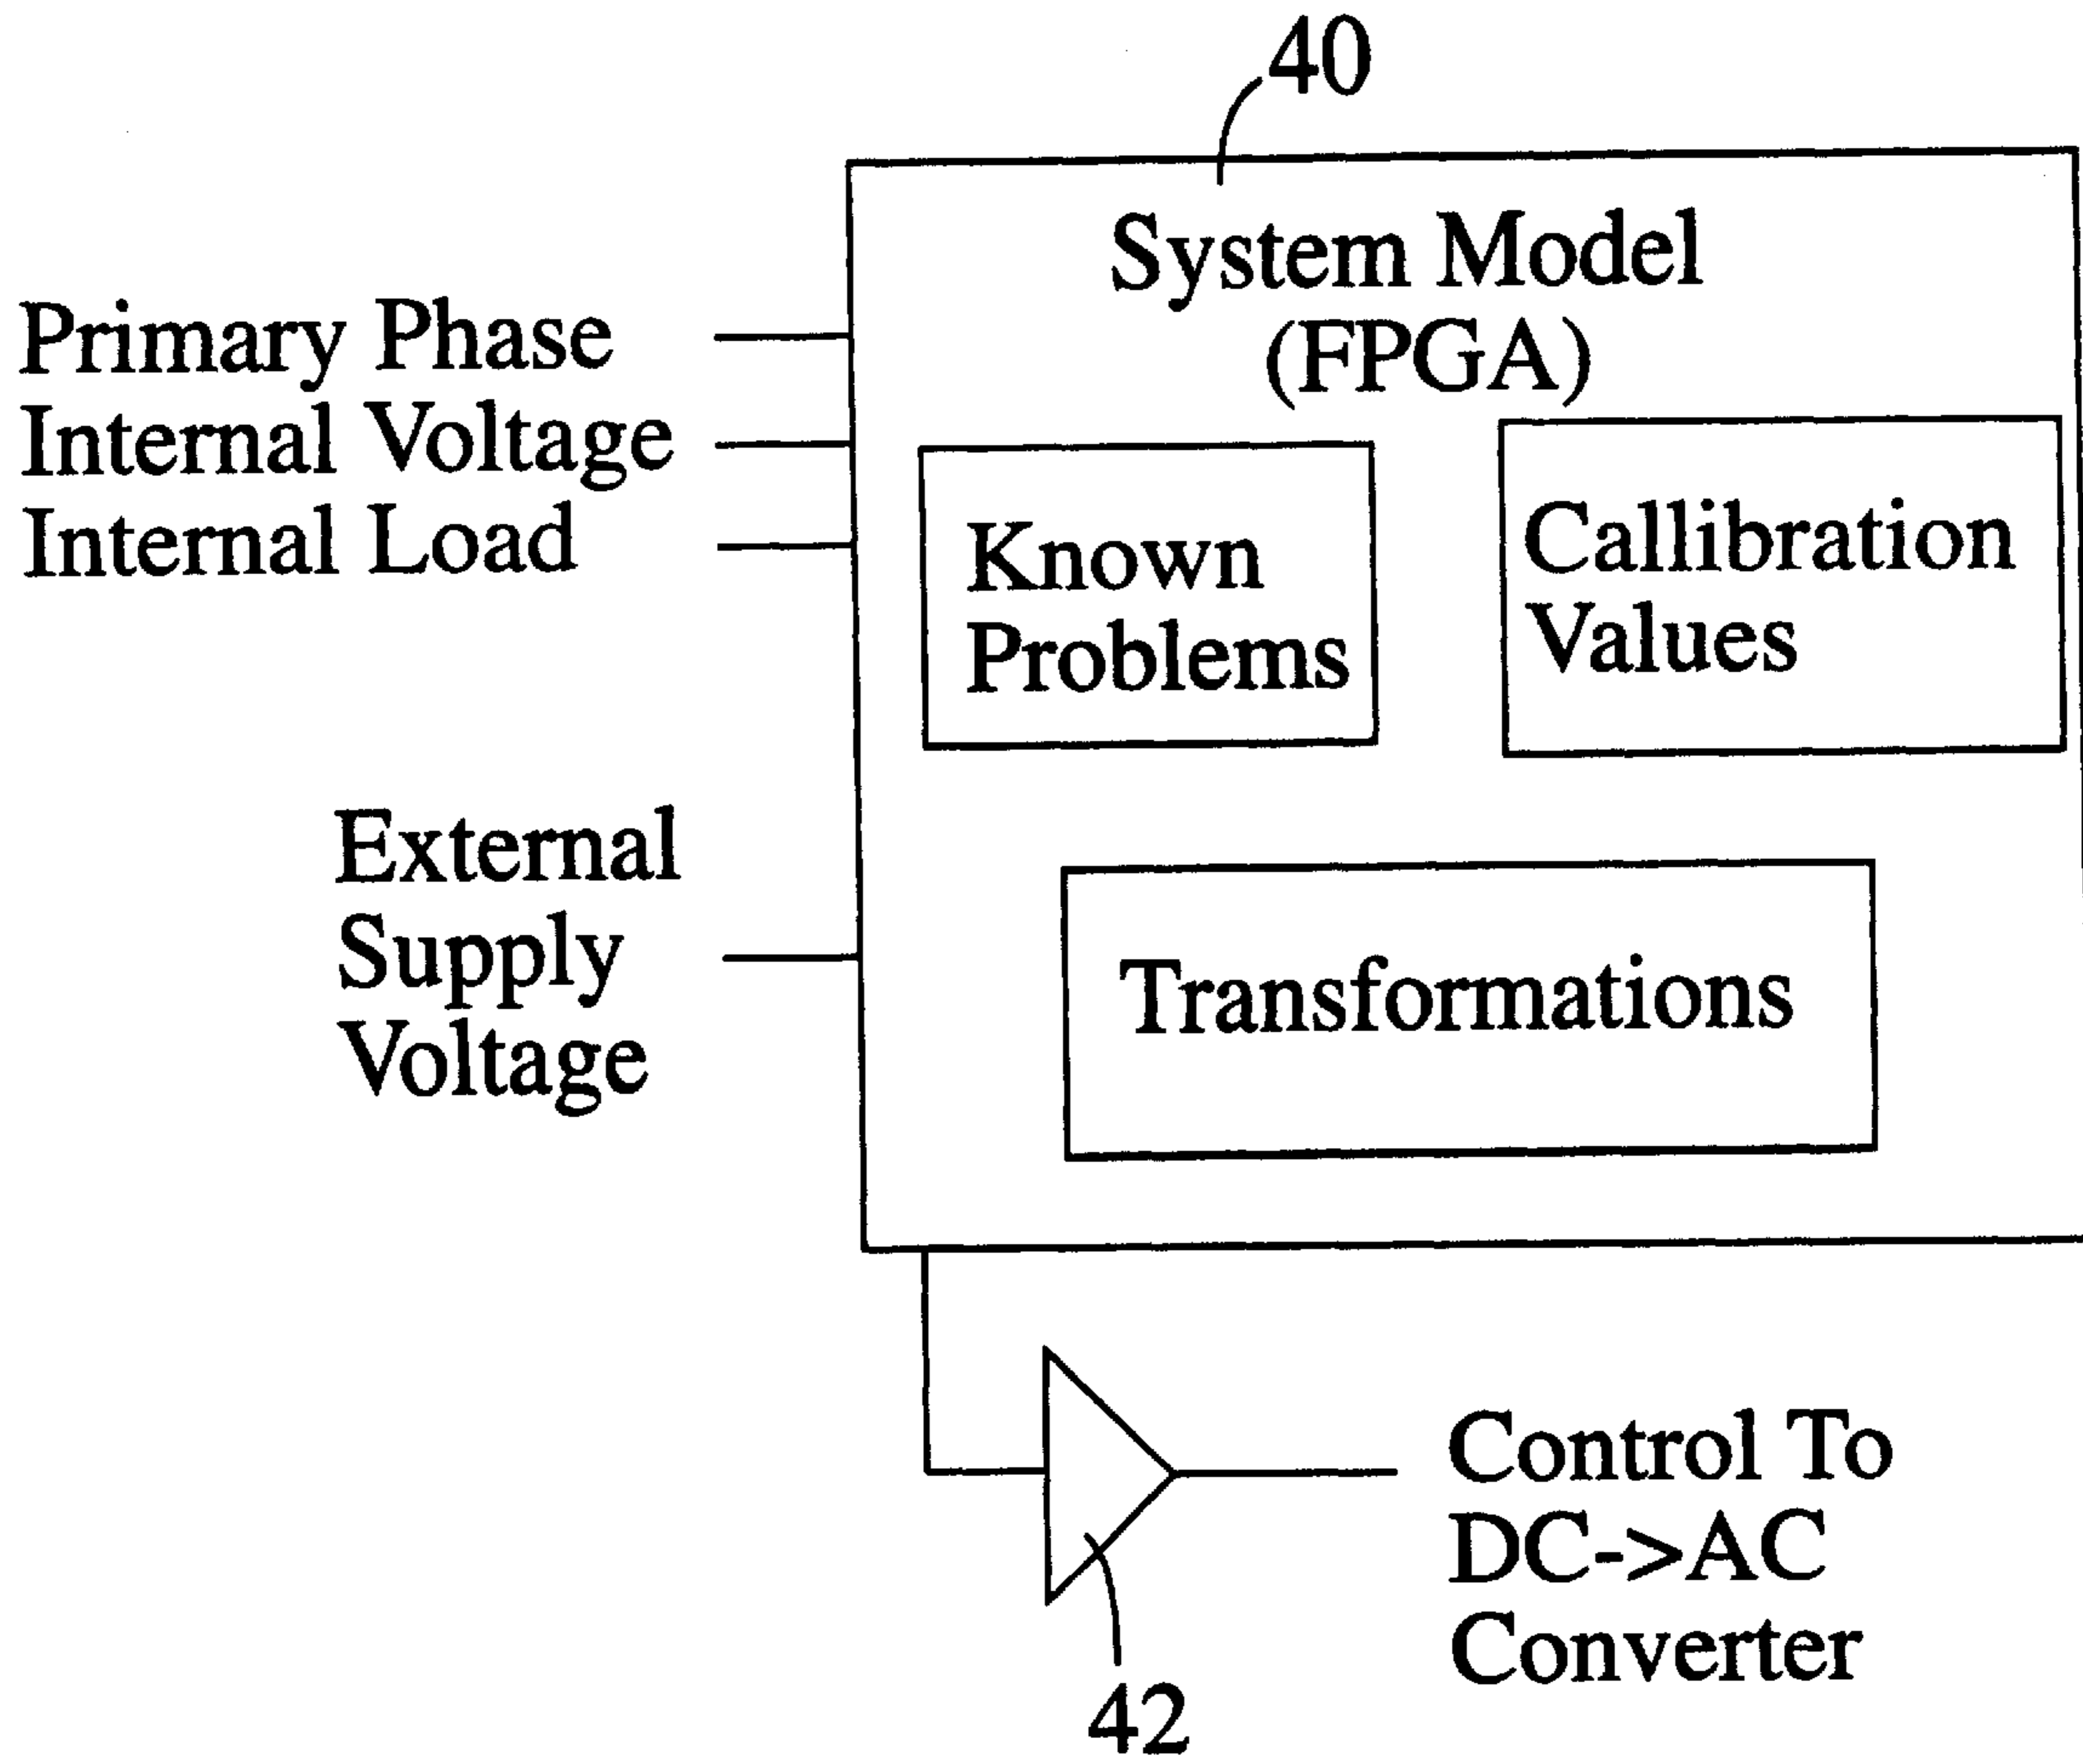 40
System Model
(FPGA)
Primary Phase
Internal Voltage
Internal Load
Known
Problems
Callibration
Values
External
Supply
Voltage
Transformations
Control To
DC->AC
Converter
42